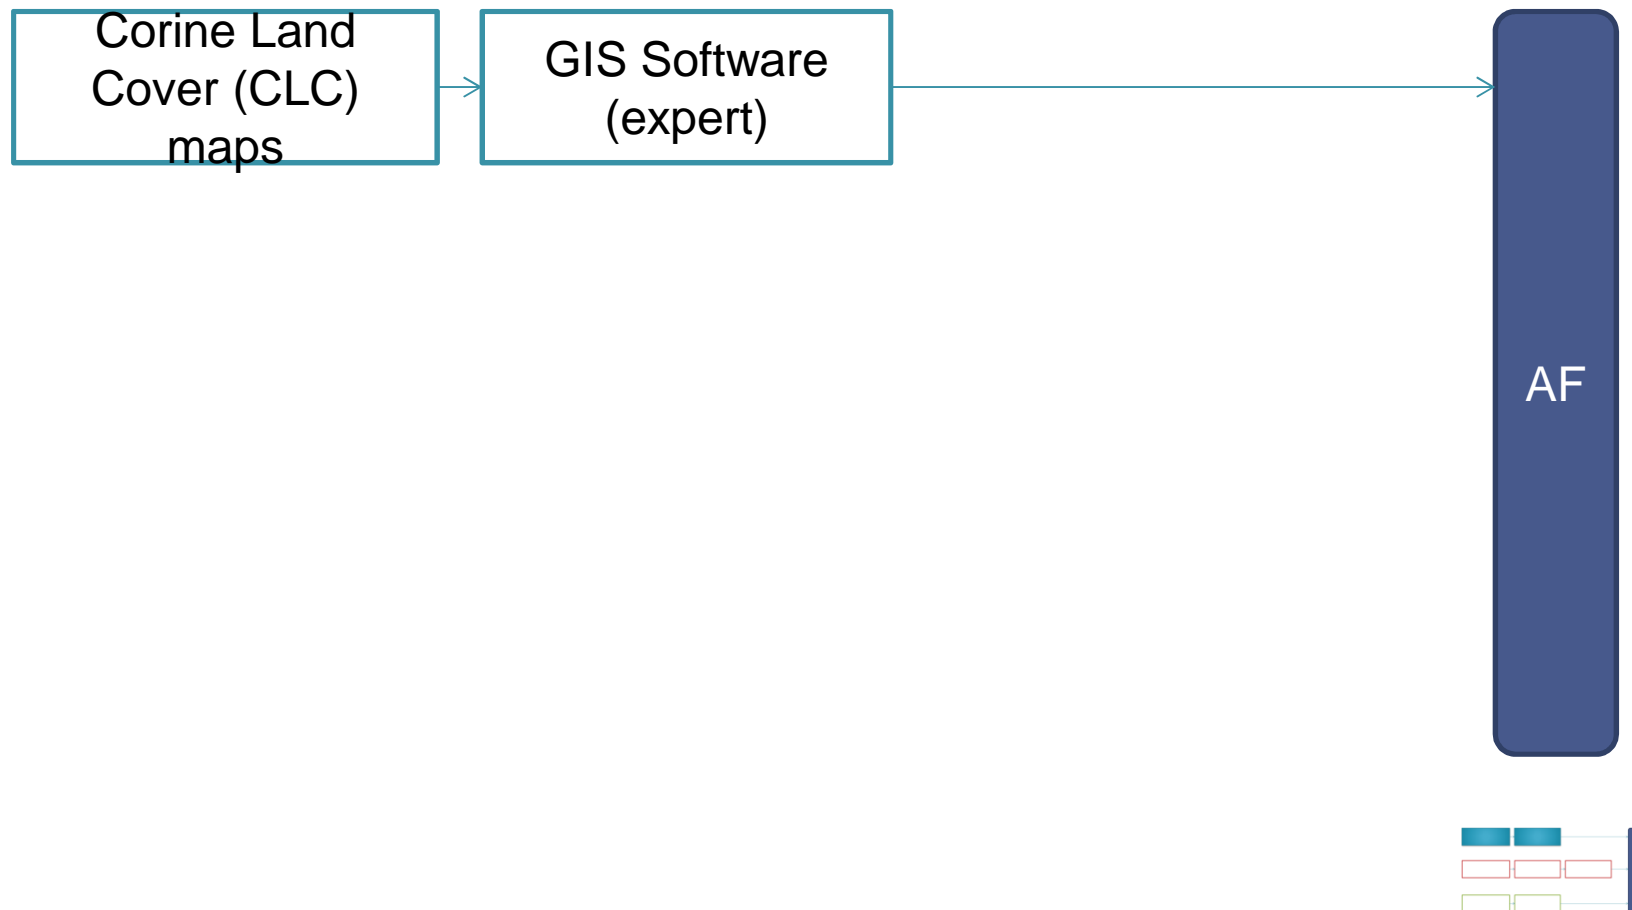 Corine Land
Cover (CLC)
maps
GIS Software
(expert)
AF